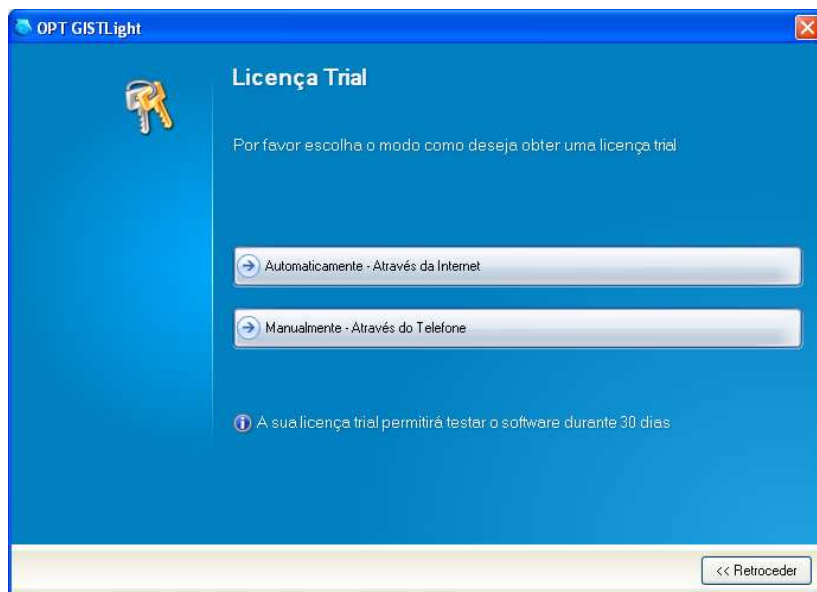 OPT GISTLight
Licença Trial
Por favor escolha o modo como deseja obter uma licença trial
Automaticamente - Através da Internet
Manualmente - Através do Telefone
A sua licença trial permitirá testar o software durante 30 dias
<< Retroceder